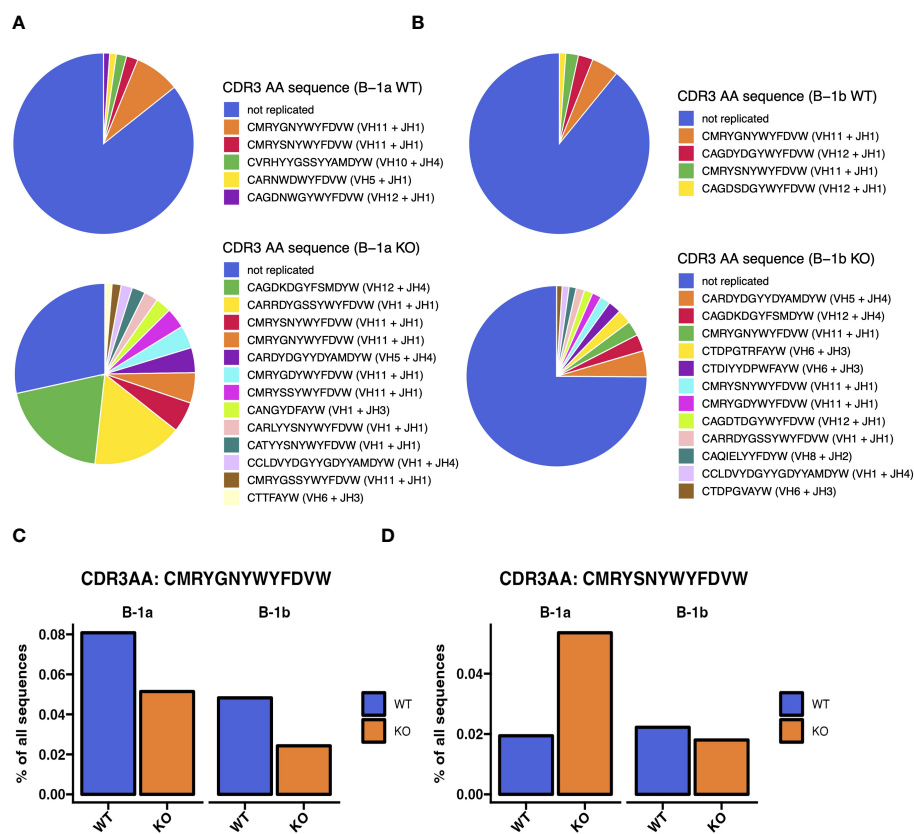 A
B
CDR3 AA sequence (B−1a WT)
not replicated
CMRYGNYWYFDVW (VH11 + JH1)
CMRYSNYWYFDVW (VH11 + JH1)
CVRHYYGSSYYAMDYW (VH10 + JH4)
CARNWDWYFDVW (VH5 + JH1)
CAGDNWGYWYFDVW (VH12 + JH1)
CDR3 AA sequence (B−1b WT)
not replicated
CMRYGNYWYFDVW (VH11 + JH1)
CAGDYDGYWYFDVW (VH12 + JH1)
CMRYSNYWYFDVW (VH11 + JH1)
CAGDSDGYWYFDVW (VH12 + JH1)
CDR3 AA sequence (B−1a KO)
not replicated
CAGDKDGYFSMDYW (VH12 + JH4)
CARRDYGSSYWYFDVW (VH1 + JH1)
CMRYSNYWYFDVW (VH11 + JH1)
CMRYGNYWYFDVW (VH11 + JH1)
CARDYDGYYDYAMDYW (VH5 + JH4)
CMRYGDYWYFDVW (VH11 + JH1)
CMRYSSYWYFDVW (VH11 + JH1)
CANGYDFAYW (VH1 + JH3)
CARLYYSNYWYFDVW (VH1 + JH1)
CATYYSNYWYFDVW (VH1 + JH1)
CCLDVYDGYYGDYYAMDYW (VH1 + JH4)
CMRYGSSYWYFDVW (VH11 + JH1)
CTTFAYW (VH6 + JH3)
CDR3 AA sequence (B−1b KO)
not replicated
CARDYDGYYDYAMDYW (VH5 + JH4)
CAGDKDGYFSMDYW (VH12 + JH4)
CMRYGNYWYFDVW (VH11 + JH1)
CTDPGTRFAYW (VH6 + JH3)
CTDIYYDPWFAYW (VH6 + JH3)
CMRYSNYWYFDVW (VH11 + JH1)
CMRYGDYWYFDVW (VH11 + JH1)
CAGDTDGYWYFDVW (VH12 + JH1)
CARRDYGSSYWYFDVW (VH1 + JH1)
CAQIELYYFDYW (VH8 + JH2)
CCLDVYDGYYGDYYAMDYW (VH1 + JH4)
CTDPGVAYW (VH6 + JH3)
C
D
CDR3AA: CMRYGNYWYFDVW
B-1a
B-1b
% of all sequences
0.08
0.06
0.04
0.02
0.00
WT
KO
WT
KO
WT
KO
CDR3AA: CMRYSNYWYFDVW
B-1a
B-1b
% of all sequences
0.04
0.02
0.00
WT
KO
WT
KO
WT
KO